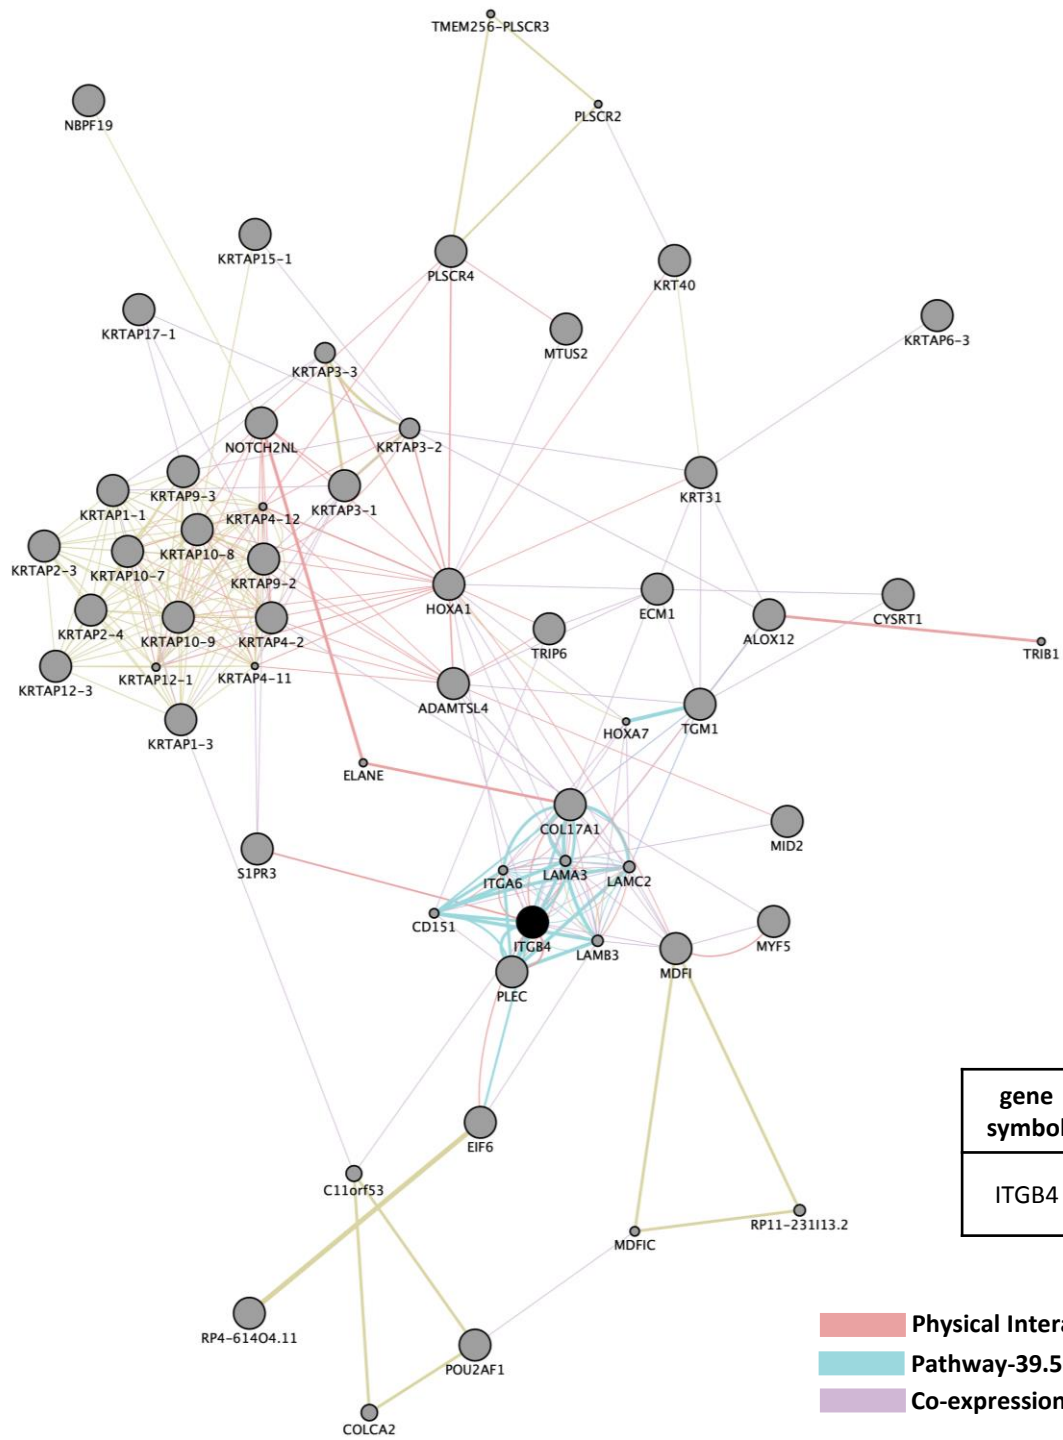 TMEM256-PLSCR3
NBPF19
PLSCR2
KRTAP15-1
PLSCR4
KRT40
KRTAP17-1
MTUS2
KRTAP6-3
KRTAP3-3
NOTCH2NL
KRTAP3-2
KRTAP9-3
KRTAP1-1
KRTAP4-12
KRTAP3-1
KRT31
KRTAP10-8
KRTAP2-3
KRTAP10-7
KRTAP9-2
HOXA1
ECM1
CYSRT1
KRTAP2-4
KRTAP10-9
KRTAP4-2
TRIP6
ALOX12
TRIB1
KRTAP12-3
KRTAP12-1
KRTAP4-11
ADAMTSL4
HOXA7
TGM1
KRTAP1-3
ELANE
COL17A1
MID2
S1PR3
ITGA6
LAMA3
LAMC2
CD151
ITGB4
LAMB3
MDFI
MYF5
PLEC
EIF6
gene
symbol
ITGB4
C11orf53
MDFIC
RP11-231I13.2
RP4-614O4.11
POU2AF1
COLCA2
Physical Intera
Pathway-39.5
Co-expression